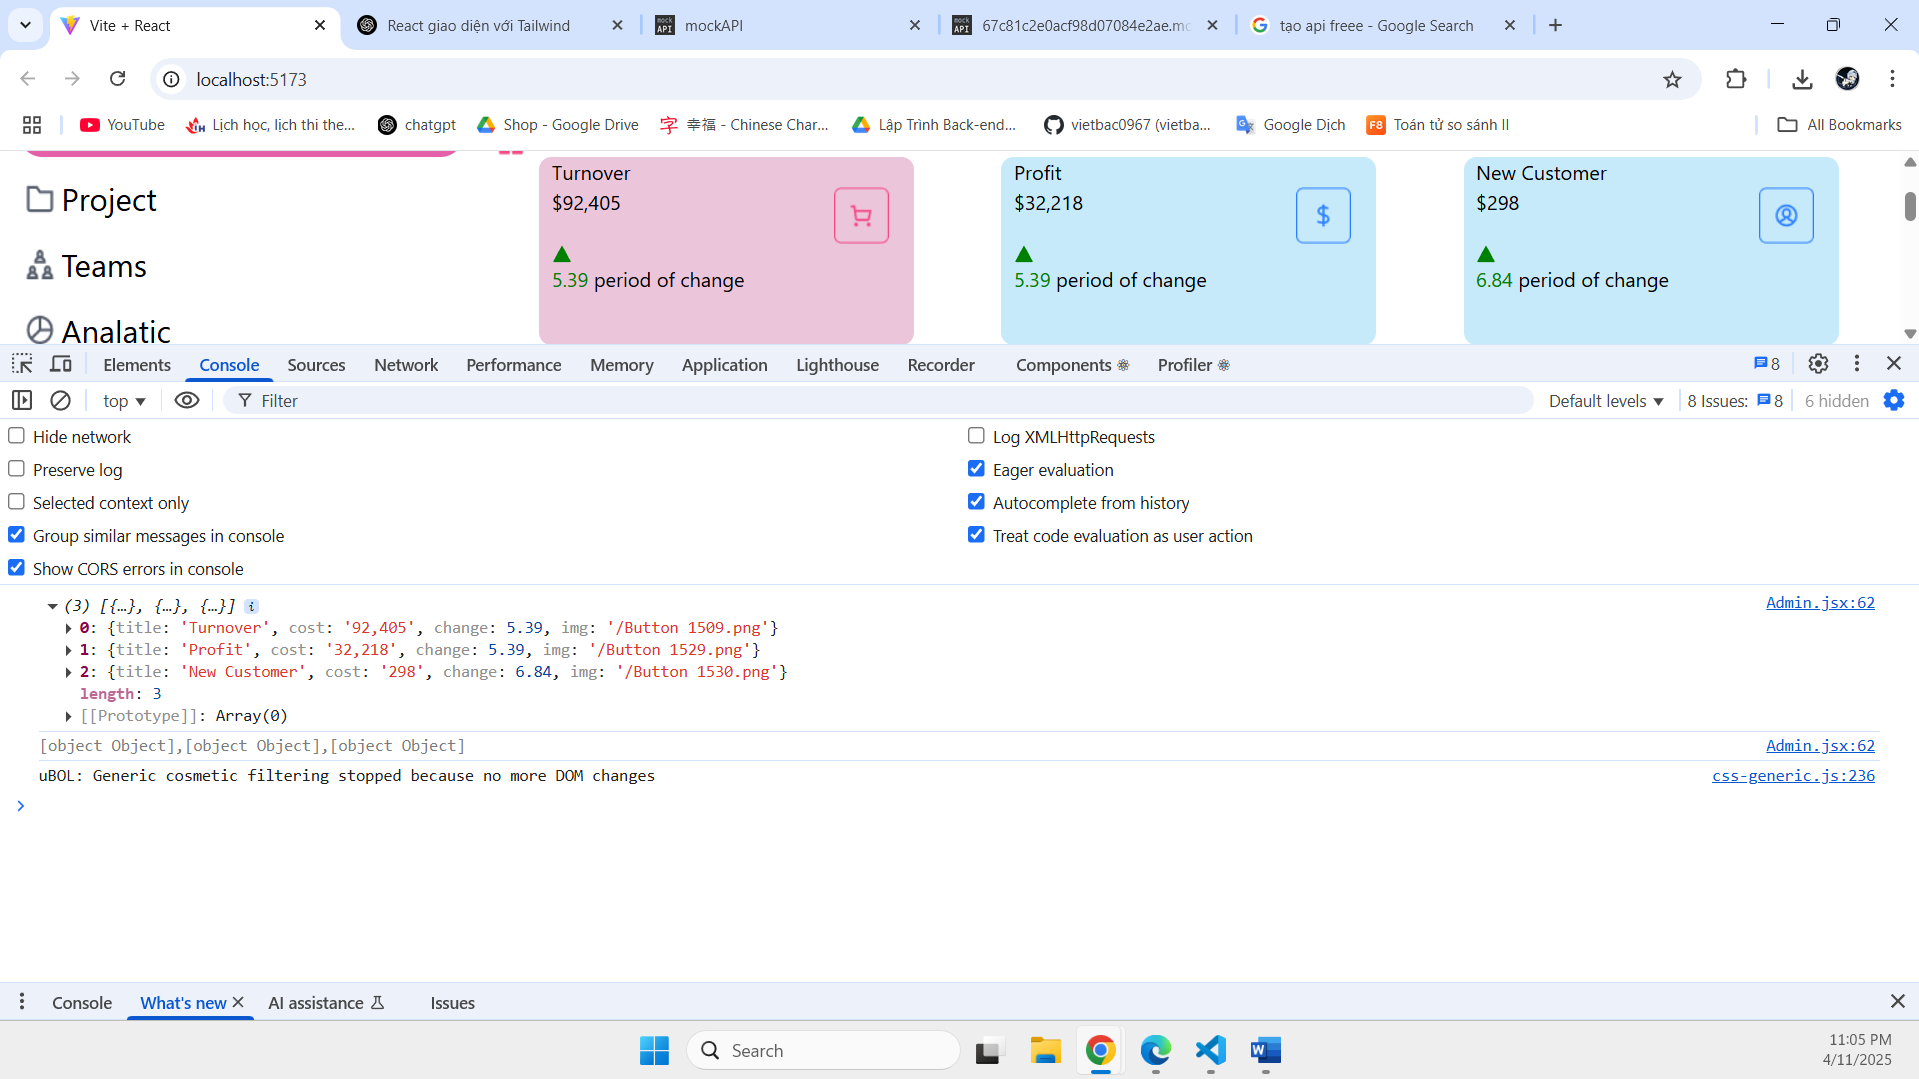 Vite + React
React giao diện với Tailwind
mockAPI
67c81c2e0acf98d07084e2ae.mc
tạo api freee - Google Search
localhost:5173
YouTube
Lịch học, lịch thi the...
chatgpt
Shop - Google Drive
幸福 - Chinese Char...
Lập Trình Back-end...
vietbac0967 (vietba...
Google Dịch
F8 Toán tử so sánh II
All Bookmarks
Project
Teams
Analatic
Turnover
$92,405
5.39 period of change
Profit
$32,218
5.39 period of change
New Customer
$298
6.84 period of change
Elements Console Sources Network Performance Memory Application Lighthouse Recorder Components Profiler 8
top Filter Default levels 8 Issues: 8 6 hidden
Hide network
Preserve log
Selected context only
Group similar messages in console
Show CORS errors in console
Log XMLHttpRequests
Eager evaluation
Autocomplete from history
Treat code evaluation as user action
(3) [{…}, {…}, {…}] i Admin.jsx:62
0: {title: 'Turnover', cost: '92,405', change: 5.39, img: '/Button 1509.png'}
1: {title: 'Profit', cost: '32,218', change: 5.39, img: '/Button 1529.png'}
2: {title: 'New Customer', cost: '298', change: 6.84, img: '/Button 1530.png'}
length: 3
[[Prototype]]: Array(0)
[object Object],[object Object],[object Object] Admin.jsx:62
uBOL: Generic cosmetic filtering stopped because no more DOM changes css-generic.js:236
Console What's new AI assistance Issues
Search
11:05 PM
4/11/2025